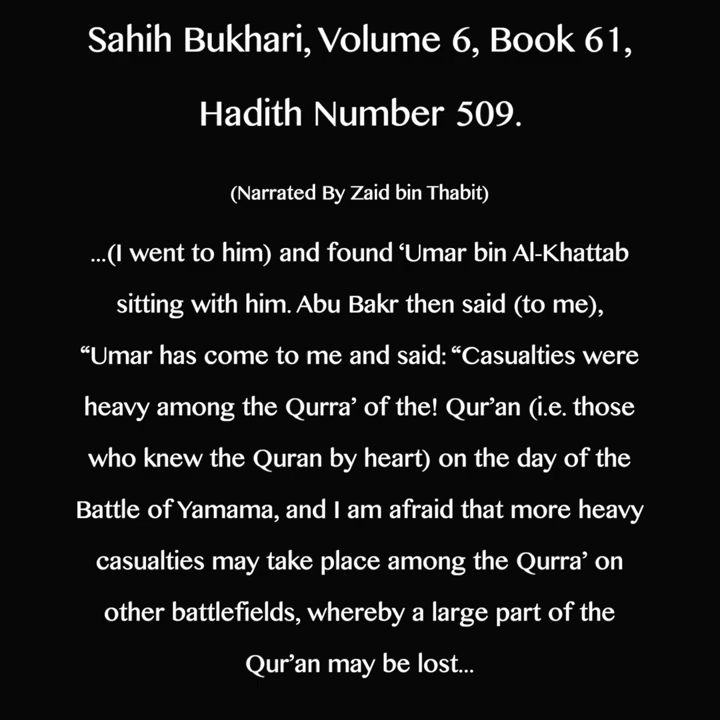 Sahih Bukhari, Volume 6, Book 61,
Hadith Number 509.
(Narrated By Zaid bin Thabit)
...(I went to him) and found ‘Umar bin Al-Khattab
sitting with him. Abu Bakr then said (to me),
“Umar has come to me and said: “Casualties were
heavy among the Qurra’ of the! Qur’an (i.e. those
who knew the Quran by heart) on the day of the
Battle of Yamama, and I am afraid that more heavy
casualties may take place among the Qurra’ on
other battlefields, whereby a large part of the
Qur’an may be lost...